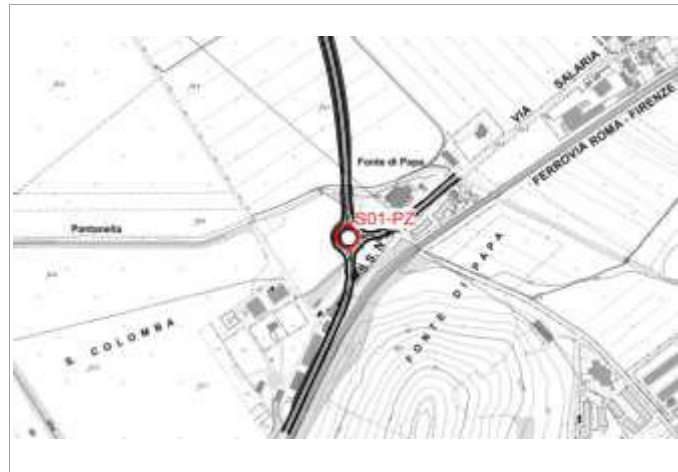 VIA SALARIA
FERROVIA ROMA - FIRENZE
Fonte di Papa
S01-PZ
Pantanella
S.S.N.
FONTE DI PAPA
S. COLOMBA